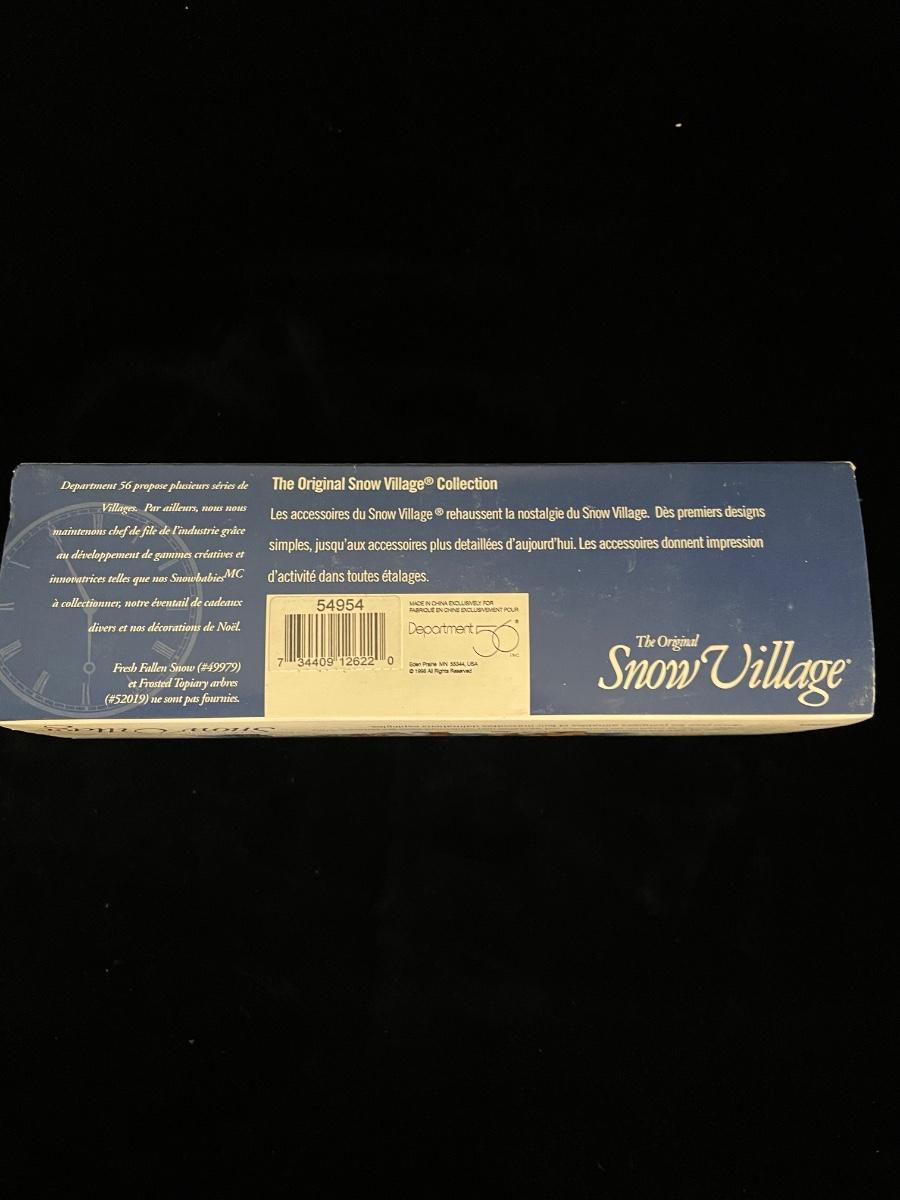 Department 56 propose plusieurs séries de
Villages. Par ailleurs, nous nous
maintenons chef de file de l'industrie grâce
au développement de gammes créatives et
innovatrices telles que nos Snowbabies MC
à collectionner, notre éventail de cadeaux
divers et nos décorations de Noël.
Fresh Fallen Snow (#49979)
et Frosted Topiary arbres
(#52019) ne sont pas fournies.
The Original Snow Village® Collection
Les accessoires du Snow Village ® rehaussent la nostalgie du Snow Village. Dès premiers designs
simples, jusqu'aux accessoires plus detaillées d'aujourd'hui. Les accessoires donnent impression
d'activité dans toutes étalages.
54954
7 34409 12622 0
MADE IN CHINA EXCLUSIVELY FOR
FABRIQUÉ EN CHINE EXCLUSIVEMENT POUR
Department 56®
INC.
Eden Prairie MN 55344, USA
© 1998 All Rights Reserved
The Original
Snow Village®
Snow Village